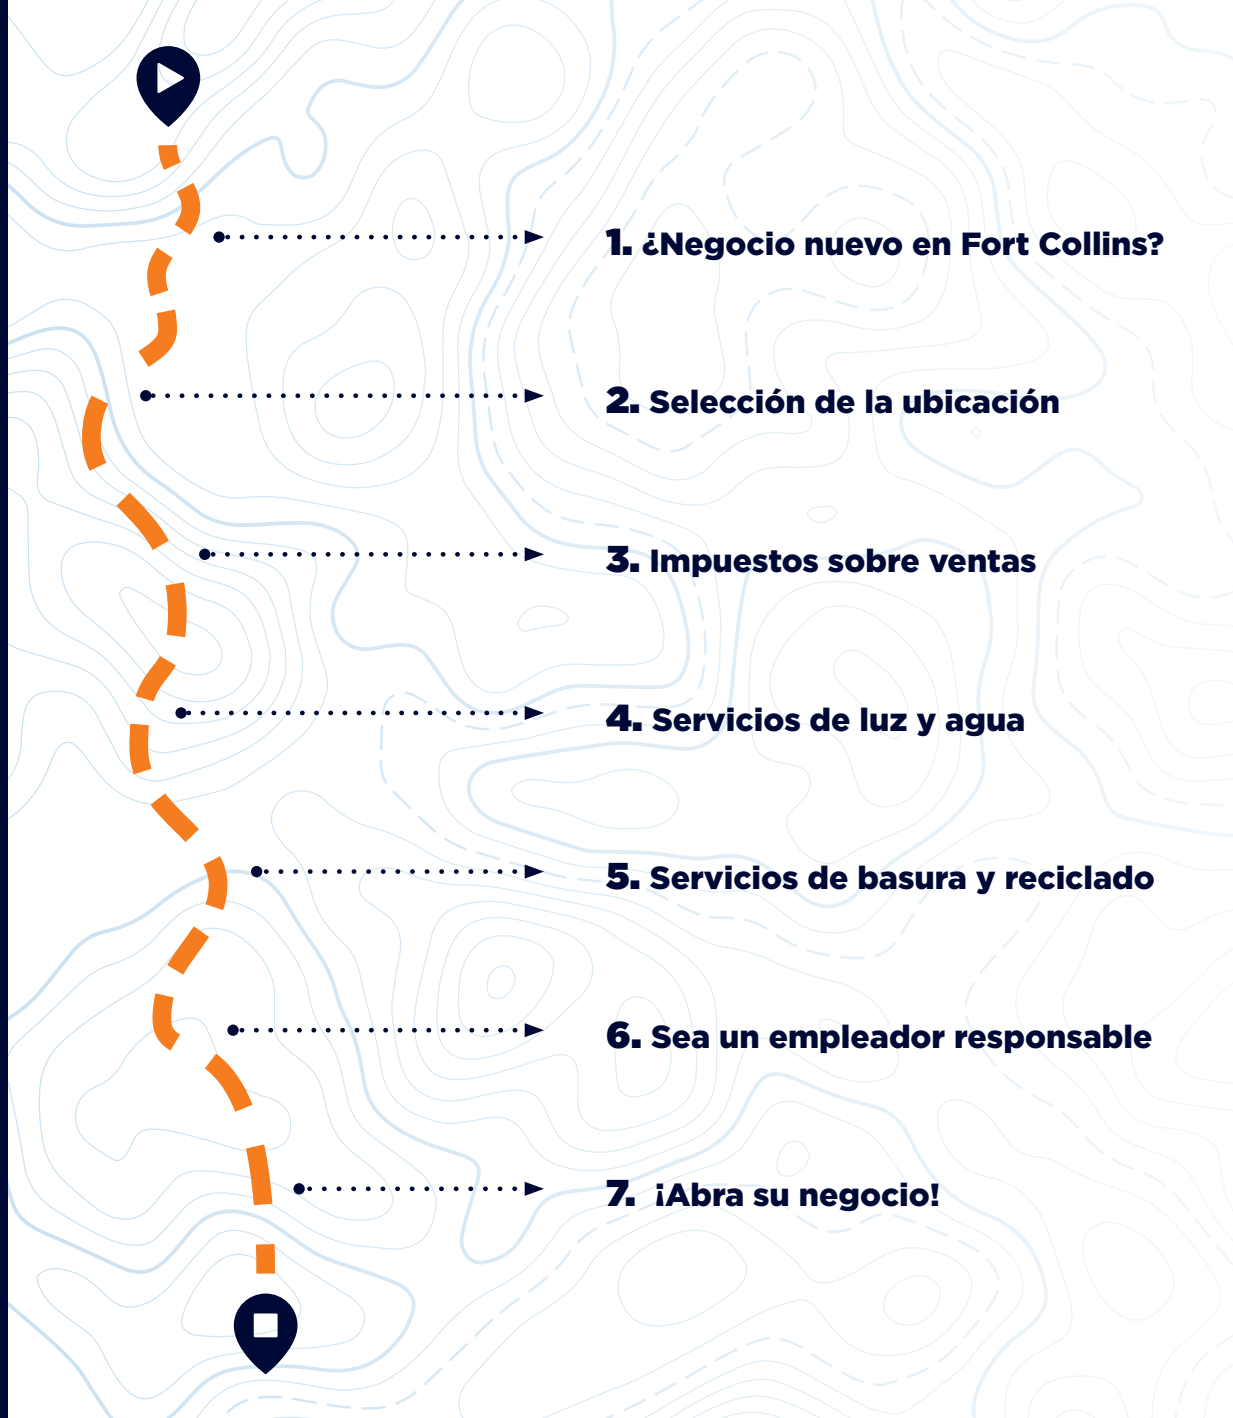 1. ¿Negocio nuevo en Fort Collins?
2. Selección de la ubicación
3. Impuestos sobre ventas
4. Servicios de luz y agua
5. Servicios de basura y reciclado
6. Sea un empleador responsable
7. ¡Abra su negocio!